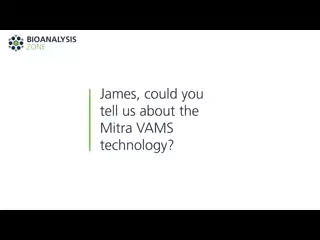 BIOANALYSIS
ZONE
James, could you
tell us about the
Mitra VAMS
technology?